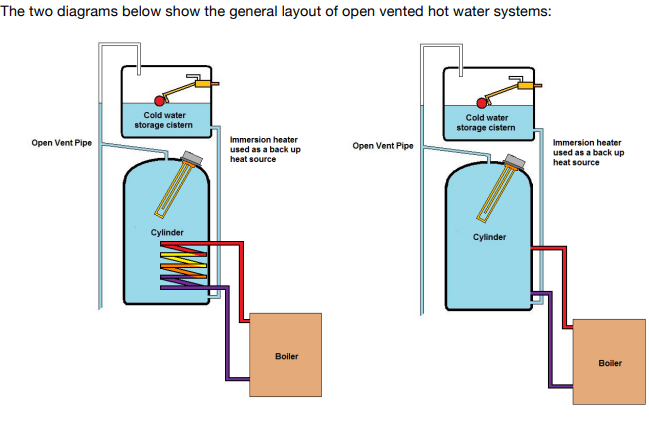 The two diagrams below show the general layout of open vented hot water systems:
Cold water
storage cistern
Open Vent Pipe
Immersion heater
used as a back up
heat source
Cylinder
Boiler
Cold water
storage cistern
Open Vent Pipe
Immersion heater
used as a back up
heat source
Cylinder
Boiler